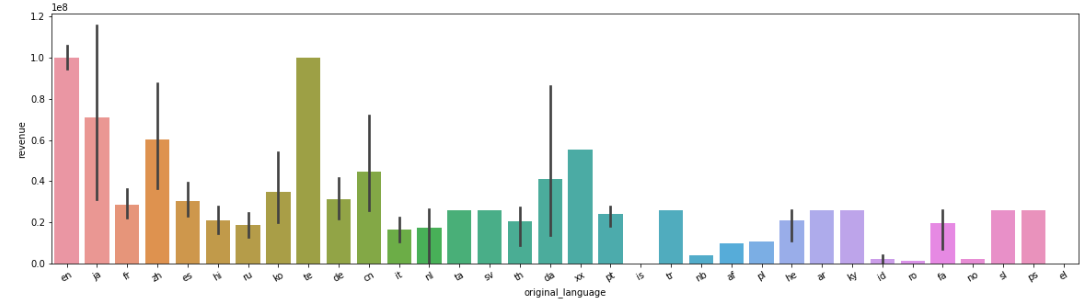 1e8
1.2
1.0
0.8
0.6
0.4
0.2
0.0
revenue
en ja fr zh es hi ru ko te de cn it nl ta sv th da xx pt is tr nb af pl he ar ky id ro fa no sl ps el
original_language